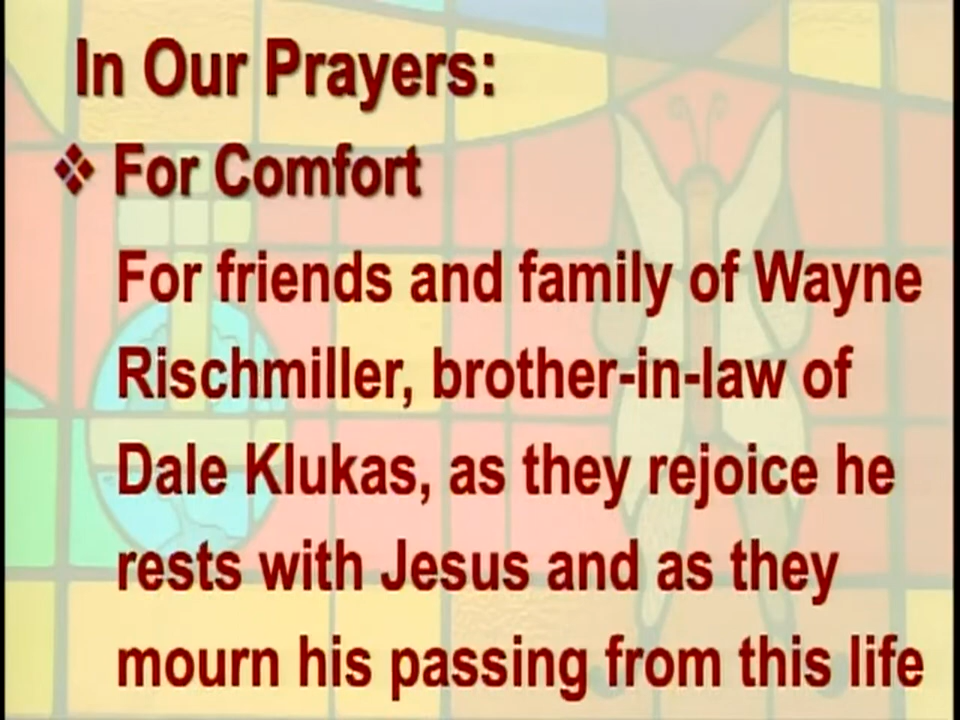 In Our Prayers:
❖ For Comfort
For friends and family of Wayne
Rischmiller, brother-in-law of
Dale Klukas, as they rejoice he
rests with Jesus and as they
mourn his passing from this life